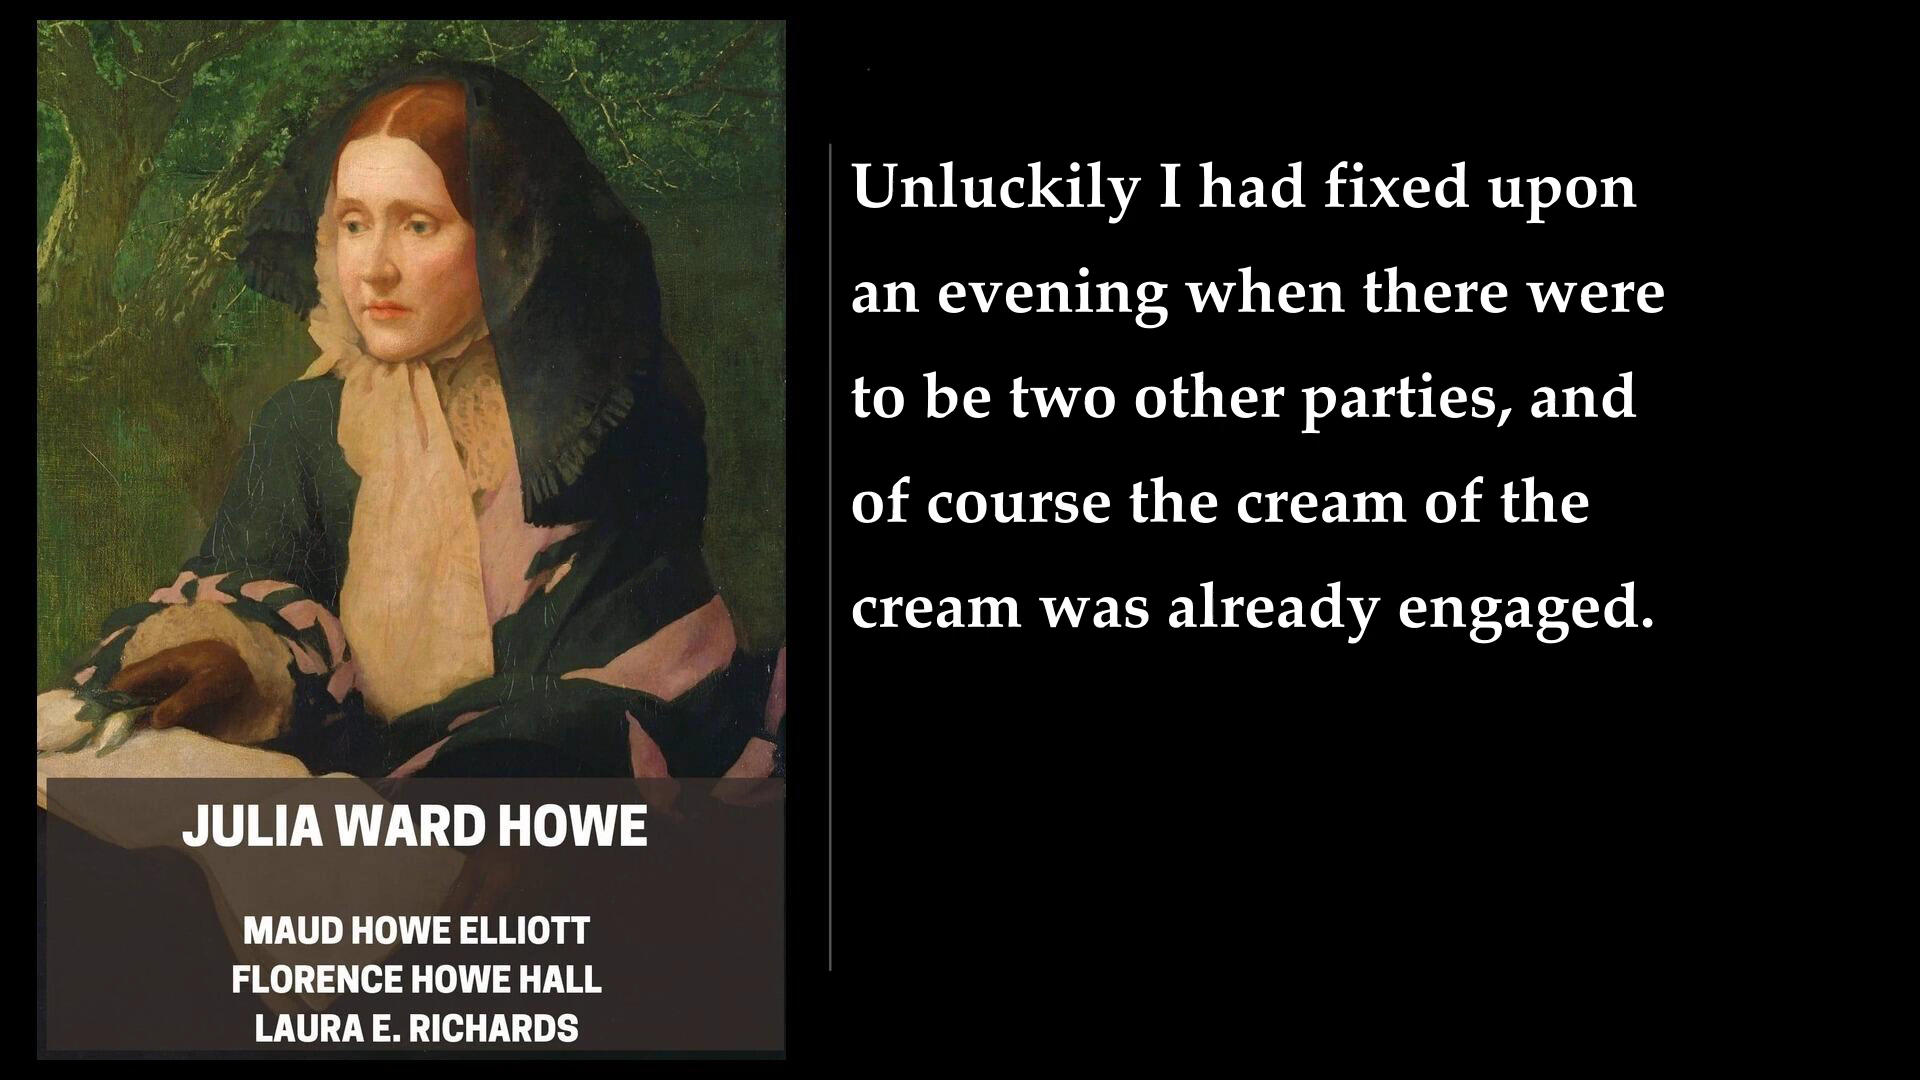 JULIA WARD HOWE
MAUD HOWE ELLIOTT
FLORENCE HOWE HALL
LAURA E. RICHARDS
Unluckily I had fixed upon
an evening when there were
to be two other parties, and
of course the cream of the
cream was already engaged.